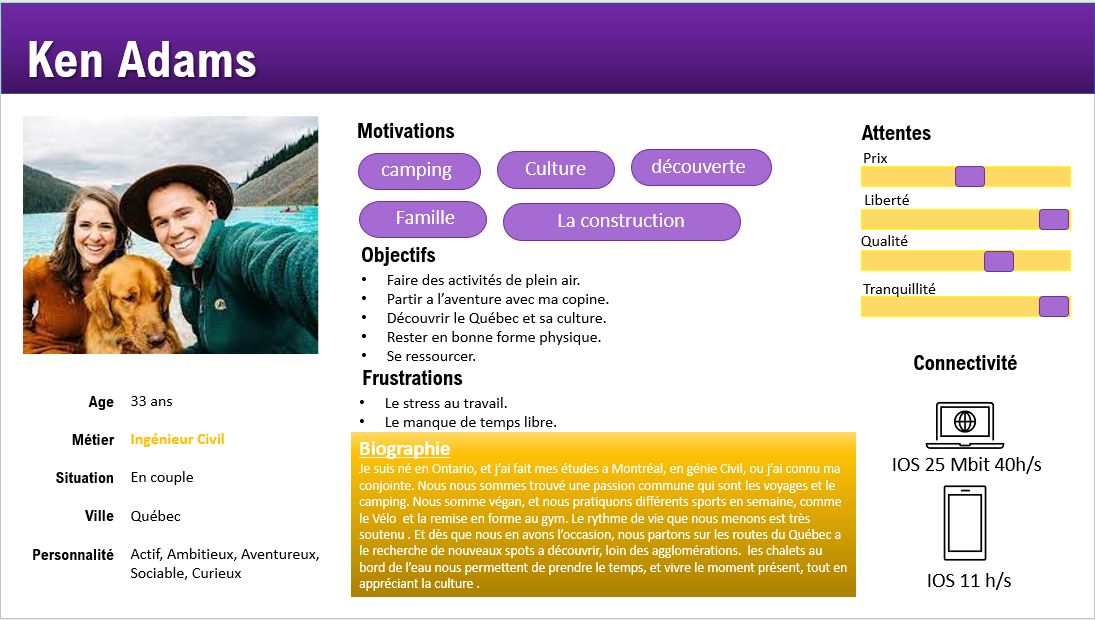 Ken Adams
Age 33 ans
Métier Ingénieur Civil
Situation En couple
Ville Québec
Personnalité Actif, Ambitieux, Aventureux,
Sociable, Curieux
Motivations
camping Culture découverte
Famille La construction
Objectifs
• Faire des activités de plein air.
• Partir a l’aventure avec ma copine.
• Découvrir le Québec et sa culture.
• Rester en bonne forme physique.
• Se ressourcer.
Frustrations
• Le stress au travail.
• Le manque de temps libre.
Biographie
Je suis né en Ontario, et j’ai fait mes études a Montréal, en génie Civil, ou j’ai connu ma
conjointe. Nous nous sommes trouvé une passion commune qui sont les voyages et le
camping. Nous somme végan, et nous pratiquons différents sports en semaine, comme
le Vélo et la remise en forme au gym. Le rythme de vie que nous menons est très
soutenu . Et dès que nous en avons l’occasion, nous partons sur les routes du Québec a
le recherche de nouveaux spots a découvrir, loin des agglomérations. les chalets au
bord de l’eau nous permettent de prendre le temps, et vivre le moment présent, tout en
appréciant la culture .
Attentes
Prix
Liberté
Qualité
Tranquillité
Connectivité
IOS 25 Mbit 40h/s
IOS 11 h/s